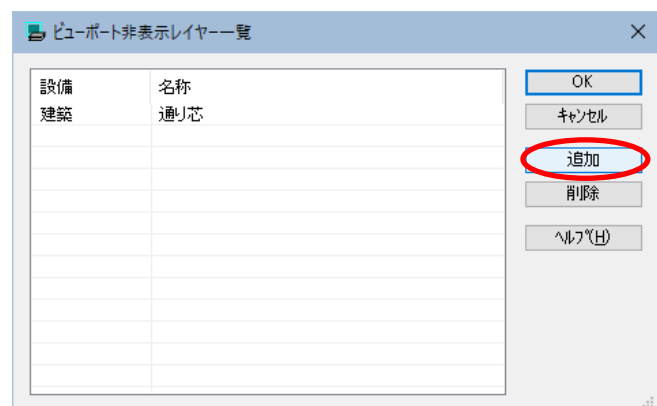 ビューポート非表示レイヤー一覧
設備 名称
建築 通り芯
OK
キャンセル
追加
削除
ヘルプ(H)